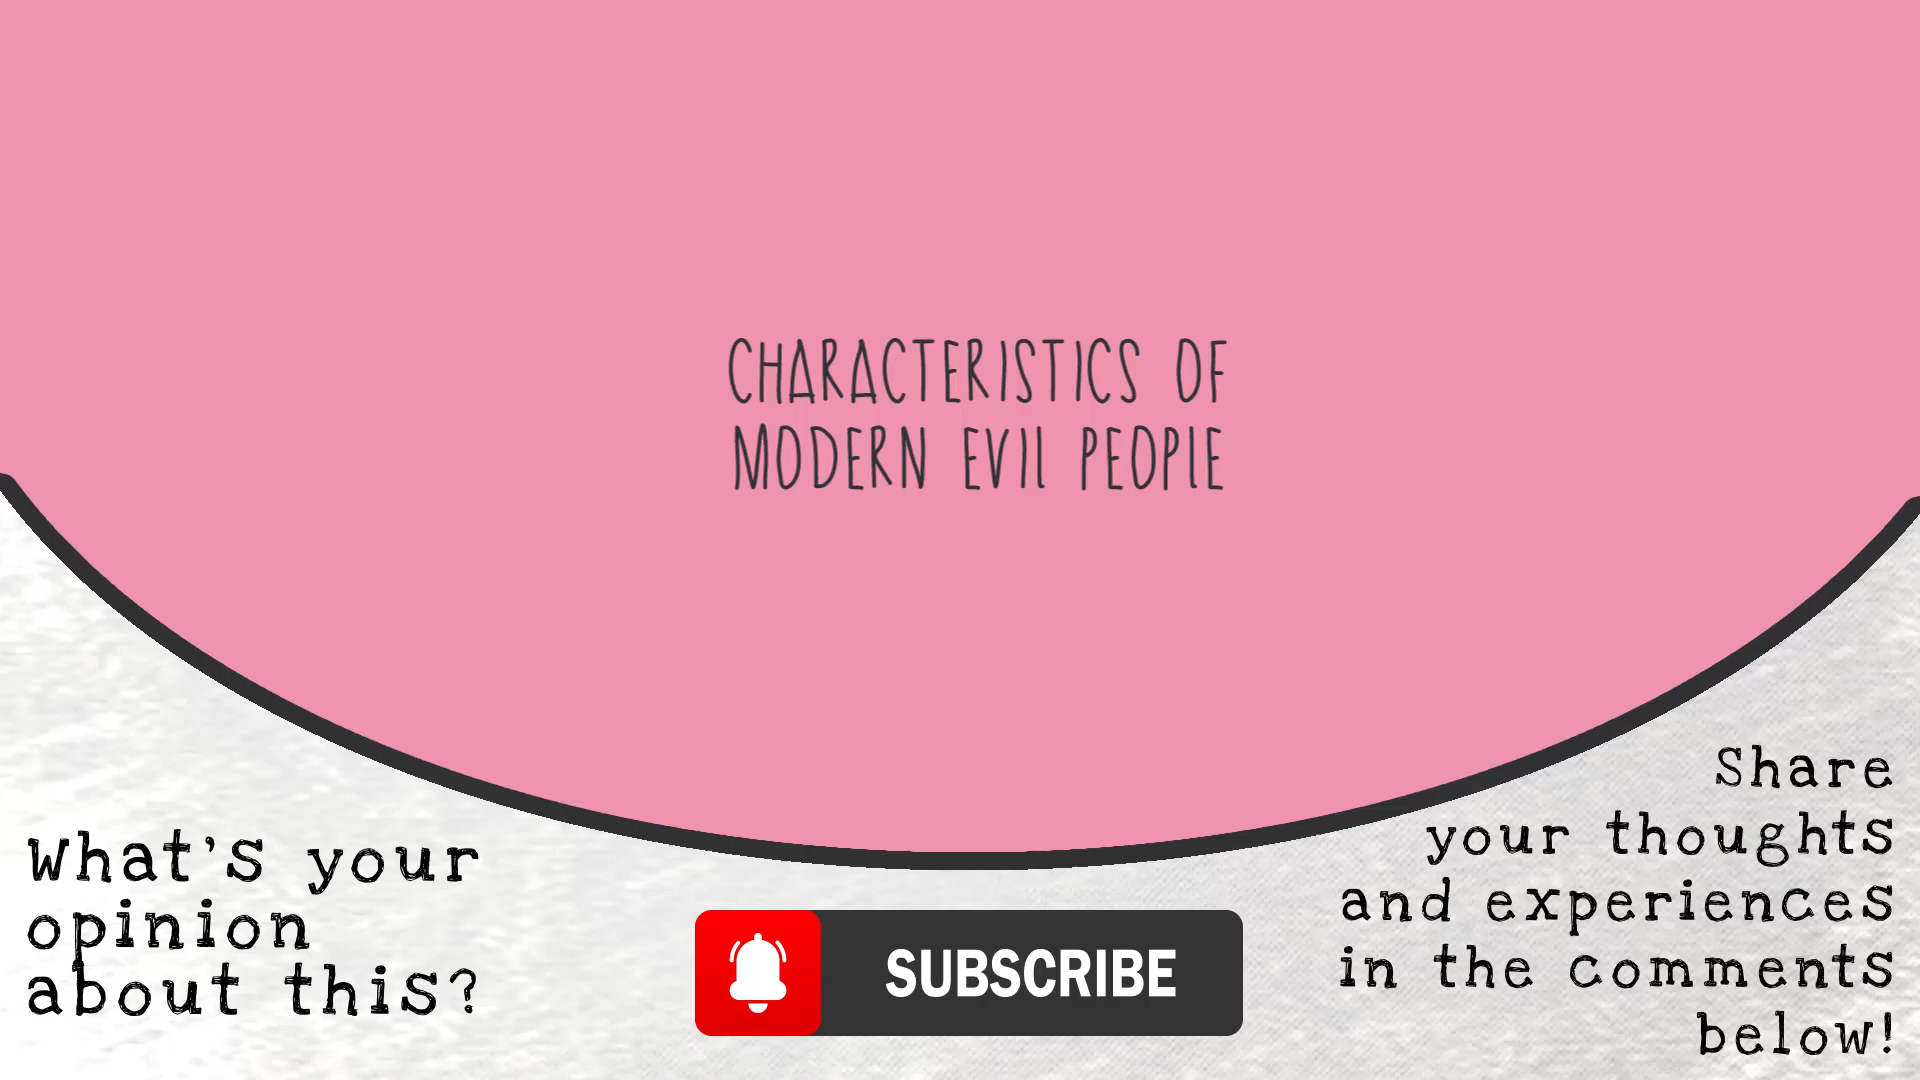 CHARACTERISTICS OF
MODERN EVIL PEOPLE
What's your
opinion
about this?
SUBSCRIBE
Share
your thoughts
and experiences
in the comments
below!